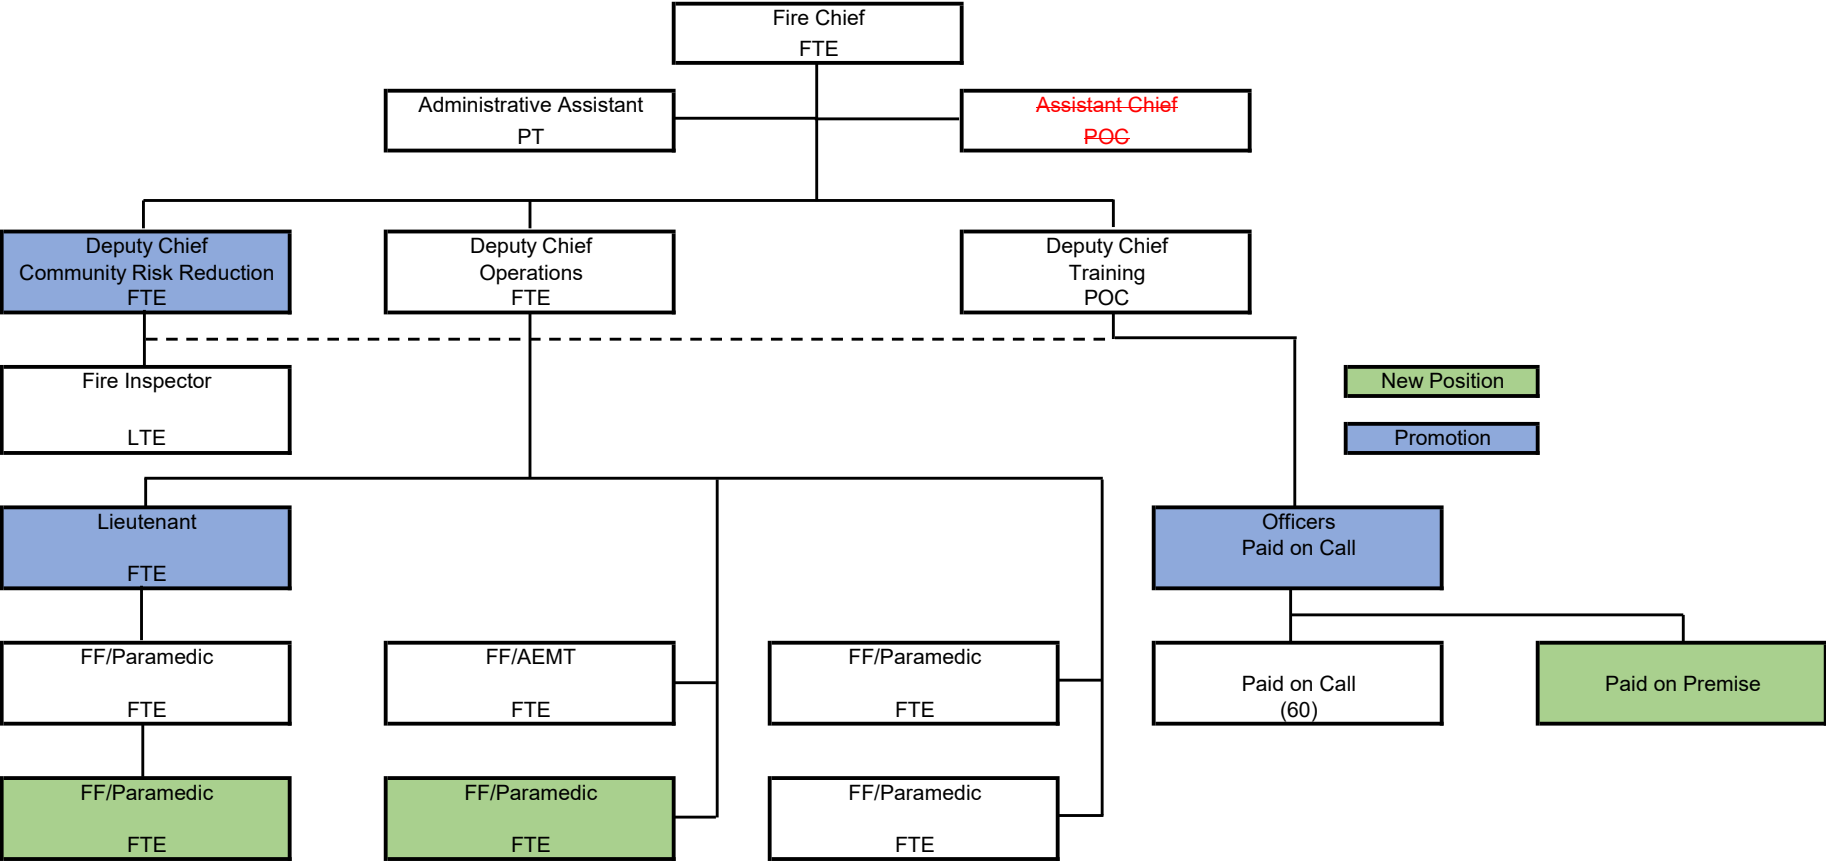 Fire Chief
FTE
Administrative Assistant
PT
Assistant Chief
POC
Deputy Chief
Community Risk Reduction
FTE
Deputy Chief
Operations
FTE
Deputy Chief
Training
POC
Fire Inspector
LTE
New Position
Promotion
Lieutenant
FTE
Officers
Paid on Call
FF/Paramedic
FTE
FF/AEMT
FTE
FF/Paramedic
FTE
Paid on Call
(60)
Paid on Premise
FF/Paramedic
FTE
FF/Paramedic
FTE
FF/Paramedic
FTE